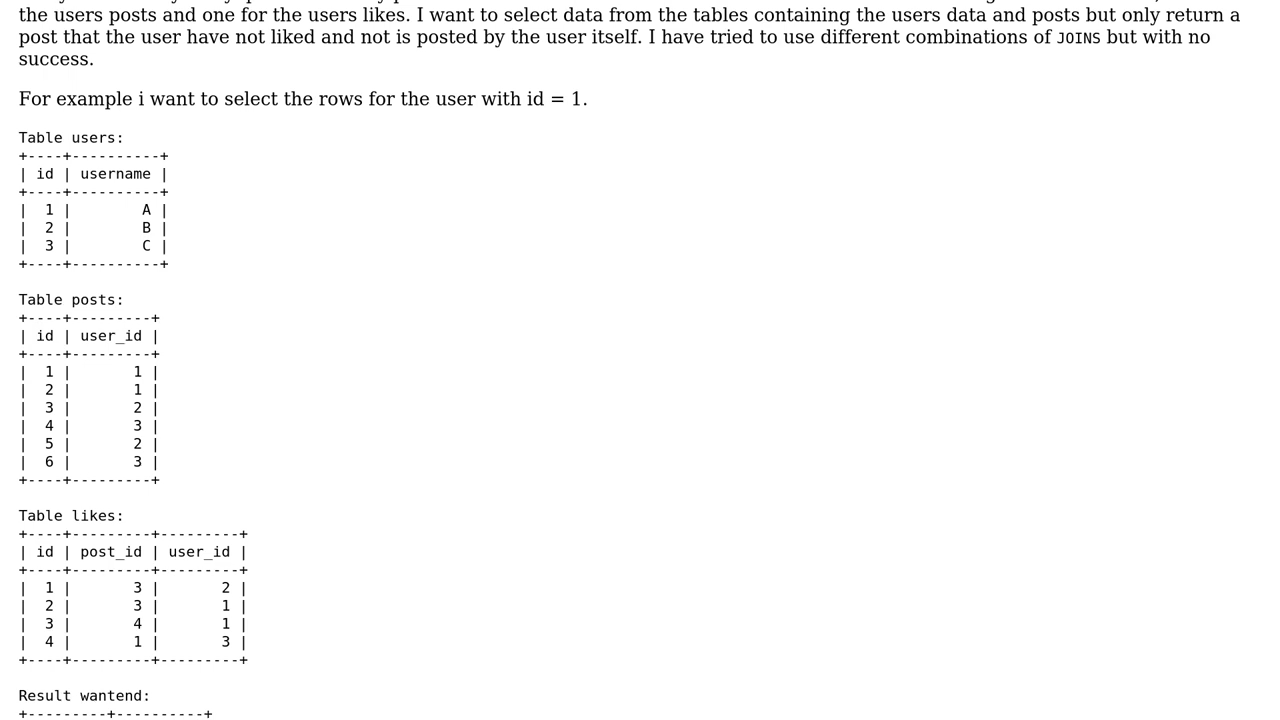 the users posts and one for the users likes. I want to select data from the tables containing the users data and posts but only return a
post that the user have not liked and not is posted by the user itself. I have tried to use different combinations of JOINS but with no
success.
For example i want to select the rows for the user with id = 1.
Table users:
+----+----------+
| id | username |
+----+----------+
|  1 |        A |
|  2 |        B |
|  3 |        C |
+----+----------+
Table posts:
+----+---------+
| id | user_id |
+----+---------+
|  1 |       1 |
|  2 |       1 |
|  3 |       2 |
|  4 |       3 |
|  5 |       2 |
|  6 |       3 |
+----+---------+
Table likes:
+----+---------+---------+
| id | post_id | user_id |
+----+---------+---------+
|  1 |       3 |       2 |
|  2 |       3 |       1 |
|  3 |       4 |       1 |
|  4 |       1 |       3 |
+----+---------+---------+
Result wantend:
+---------+----------+